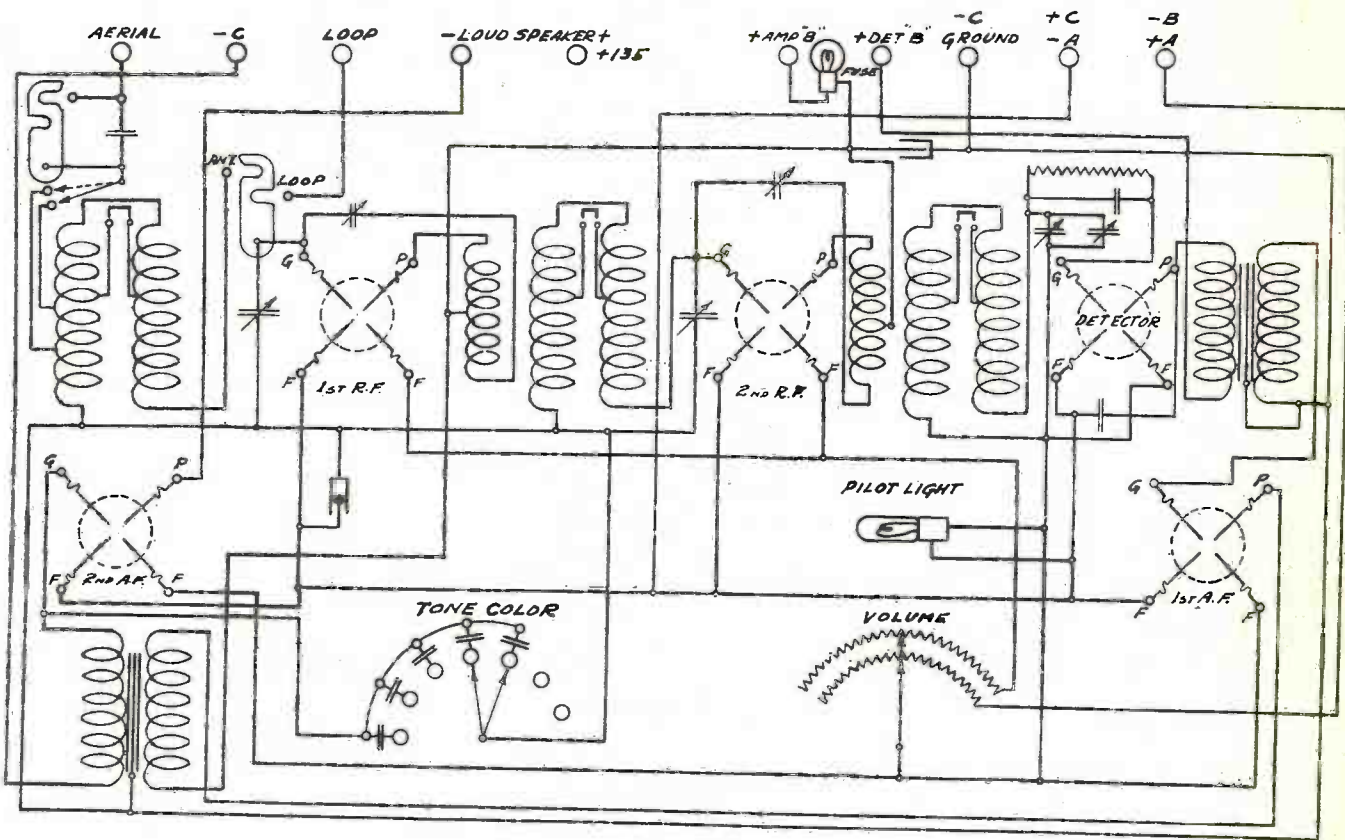 AERIAL
-C
LOOP
-LOUD SPEAKER+
+135
+AMP "B"
FUSE
+DET "B"
-C
GROUND
+C
-A
-B
+A
ANT.
LOOP
G
P
F
F
1ST R.F.
G
P
F
F
2ND R.F.
G
P
DETECTOR
F
F
G
P
F
F
2ND A.F.
PILOT LIGHT
G
P
F
F
1ST A.F.
TONE COLOR
VOLUME